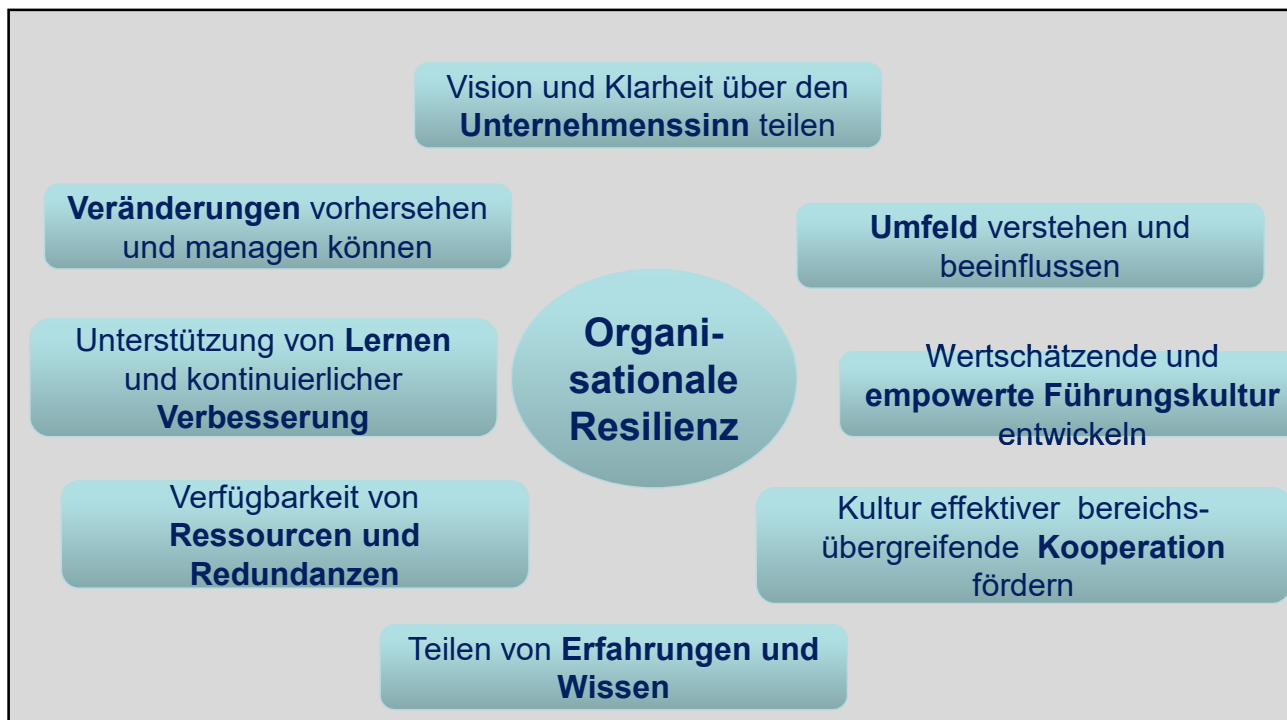 Vision und Klarheit über den
Unternehmenssinn teilen
Veränderungen vorhersehen
und managen können
Umfeld verstehen und
beeinflussen
Unterstützung von Lernen
und kontinuierlicher
Verbesserung
Organi-
sationale
Resilienz
Wertschätzende und
empowerte Führungskultur
entwickeln
Verfügbarkeit von
Ressourcen und
Redundanzen
Kultur effektiver bereichs-
übergreifende Kooperation
fördern
Teilen von Erfahrungen und
Wissen